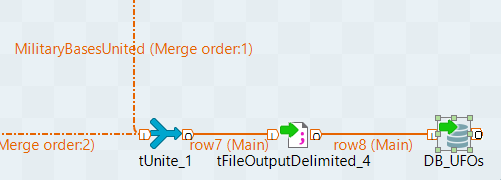 MilitaryBasesUnited (Merge order:1)
Merge order:2)
row7 (Main)
row8 (Main)
tUnite_1
tFileOutputDelimited_4
DB_UFOs